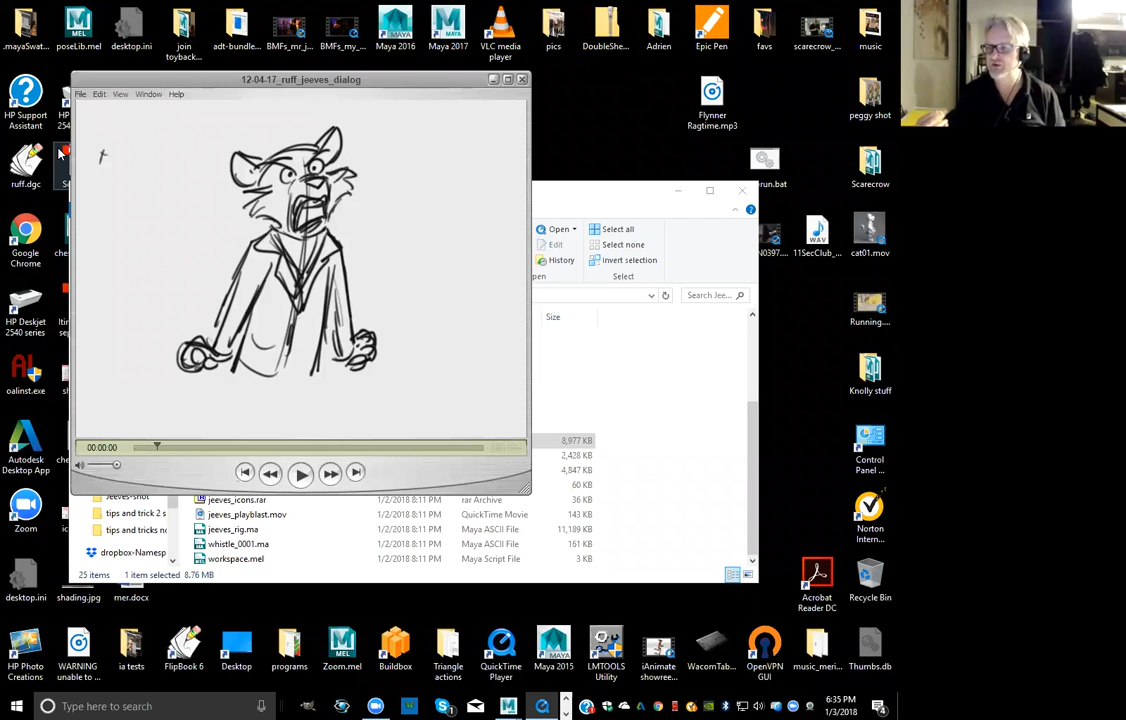 .mayaSwat...
poseLib.mel
desktop.ini
join
toyback...
adt-bundle...
BMFs_mr_j...
BMFs_my_...
Maya 2016
Maya 2017
VLC media
player
pics
DoubleShe...
Adrien
Epic Pen
favs
scarecrow_...
music
12-04-17_ruff_jeeves_dialog
File Edit View Window Help
HP Support
Assistant
HP
2540
Flynner
Ragtime.mp3
peggy shot
ruff.dgc
run.bat
Scarecrow
Open
Edit
History
Select all
Select none
Invert selection
Select
Search Jee...
Size
Google
Chrome
N0397....
11SecClub_...
cat01.mov
HP Deskjet
2540 series
Running....
oalinst.exe
Knolly stuff
Autodesk
Desktop App
Control
Panel ...
00:00:00
8,977 KB
2,428 KB
4,847 KB
60 KB
Zoom
jeeves-shot
tips and trick 2 s
tips and tricks no
dropbox-Namesp
jeeves_icons.rar 1/2/2018 8:11 PM rar Archive 36 KB
jeeves_playblast.mov 1/2/2018 8:11 PM QuickTime Movie 143 KB
jeeves_rig.ma 1/2/2018 8:11 PM Maya ASCII File 11,189 KB
whistle_0001.ma 1/2/2018 8:11 PM Maya ASCII File 161 KB
workspace.mel 1/2/2018 8:11 PM Maya Script File 3 KB
25 items 1 item selected 8.76 MB
Norton
Intern...
desktop.ini
shading.jpg
mer.docx
Acrobat
Reader DC
Recycle Bin
HP Photo
Creations
WARNING
unable to ...
ia tests
FlipBook 6
Desktop
programs
Zoom.mel
Buildbox
Triangle
actions
QuickTime
Player
Maya 2015
LMTOOLS
Utility
iAnimate
showree...
WacomTab...
OpenVPN
GUI
music_meri...
Thumbs.db
Type here to search
6:35 PM
1/3/2018